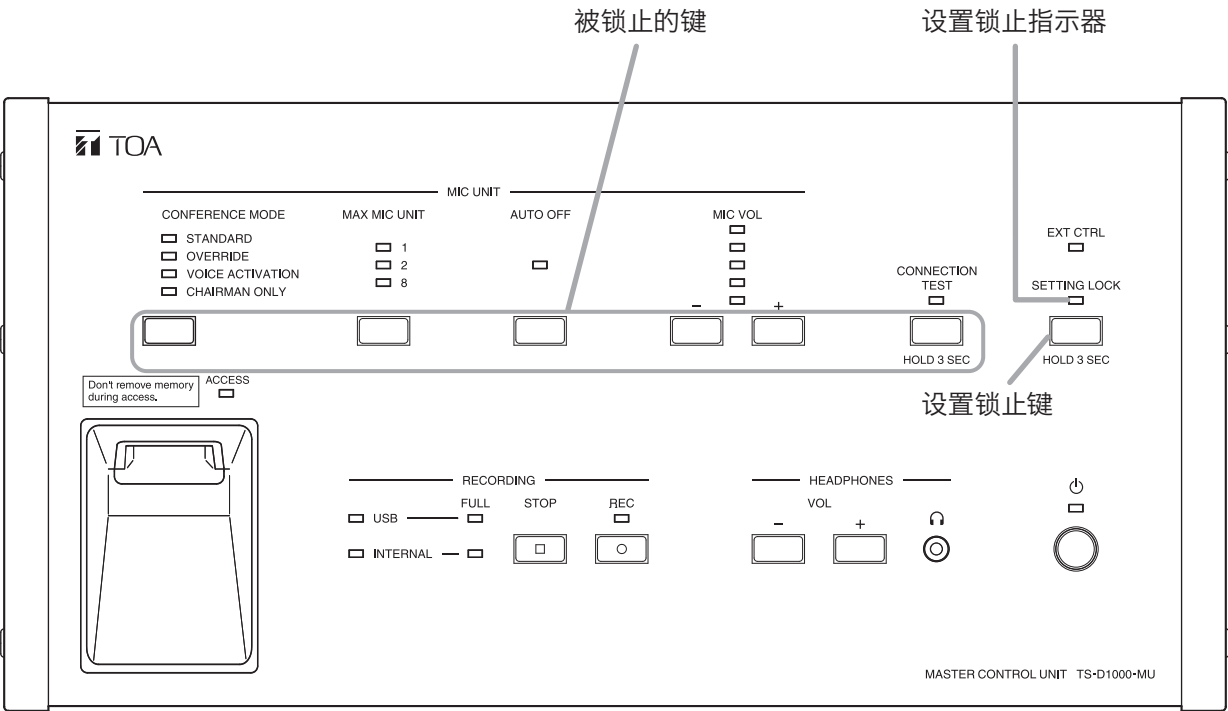 被锁止的键
设置锁止指示器
TOA
MIC UNIT
CONFERENCE MODE
STANDARD
OVERRIDE
VOICE ACTIVATION
CHAIRMAN ONLY
MAX MIC UNIT
1
2
8
AUTO OFF
MIC VOL
− +
CONNECTION
TEST
HOLD 3 SEC
EXT CTRL
SETTING LOCK
HOLD 3 SEC
设置锁止键
Don't remove memory
during access.
ACCESS
RECORDING
FULL STOP REC
USB
INTERNAL
HEADPHONES
VOL
− +
MASTER CONTROL UNIT TS-D1000-MU